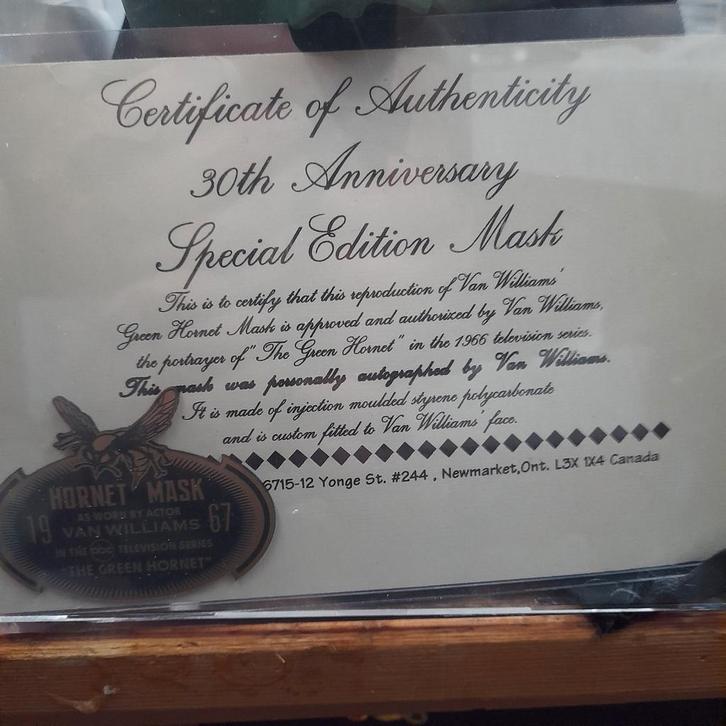 Certificate of Authenticity
30th Anniversary
Special Edition Mask
This is to certify that this reproduction of Van Williams'
Green Hornet Mask is approved and authorized by Van Williams,
the portrayer of "The Green Hornet" in the 1966 television series.
This mask was personally autographed by Van Williams.
It is made of injection moulded styrene polycarbonate
and is custom fitted to Van Williams' face.
6715-12 Yonge St. #244 , Newmarket,Ont. L3X 1X4 Canada
HORNET MASK
AS WORN BY ACTOR
19 VAN WILLIAMS 67
IN THE TELEVISION SERIES
"THE GREEN HORNET"